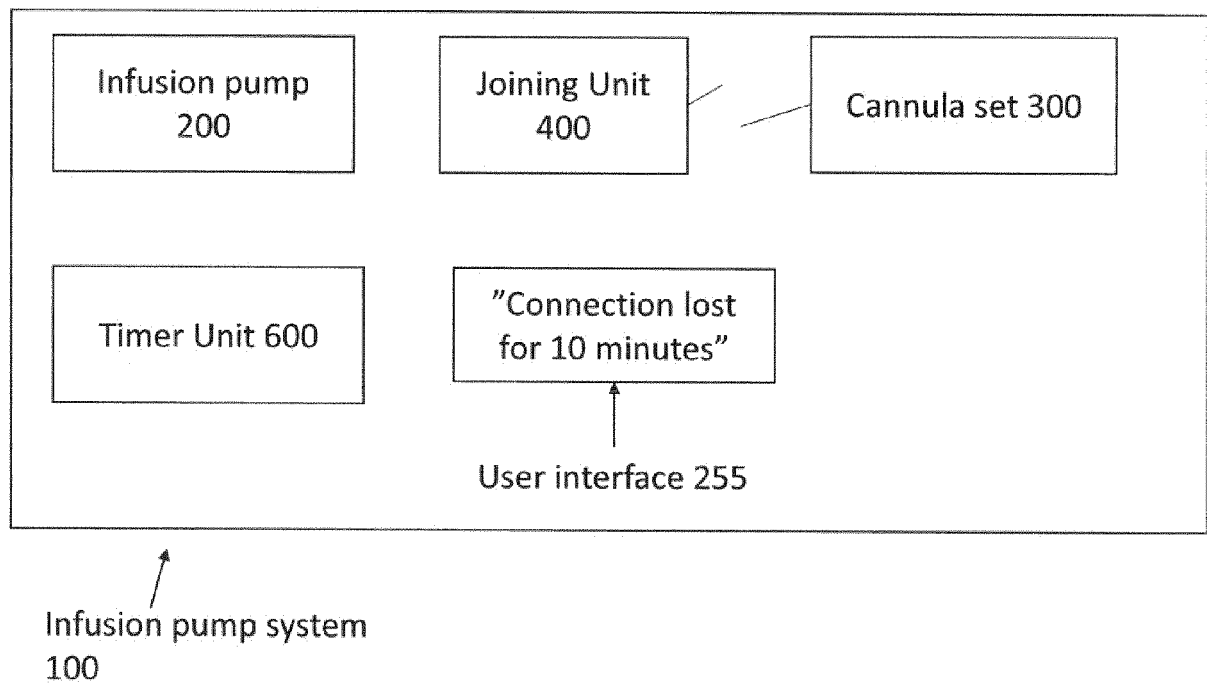 Infusion pump
200
Joining Unit
400
Cannula set 300
Timer Unit 600
”Connection lost
for 10 minutes”
User interface 255
Infusion pump system
100